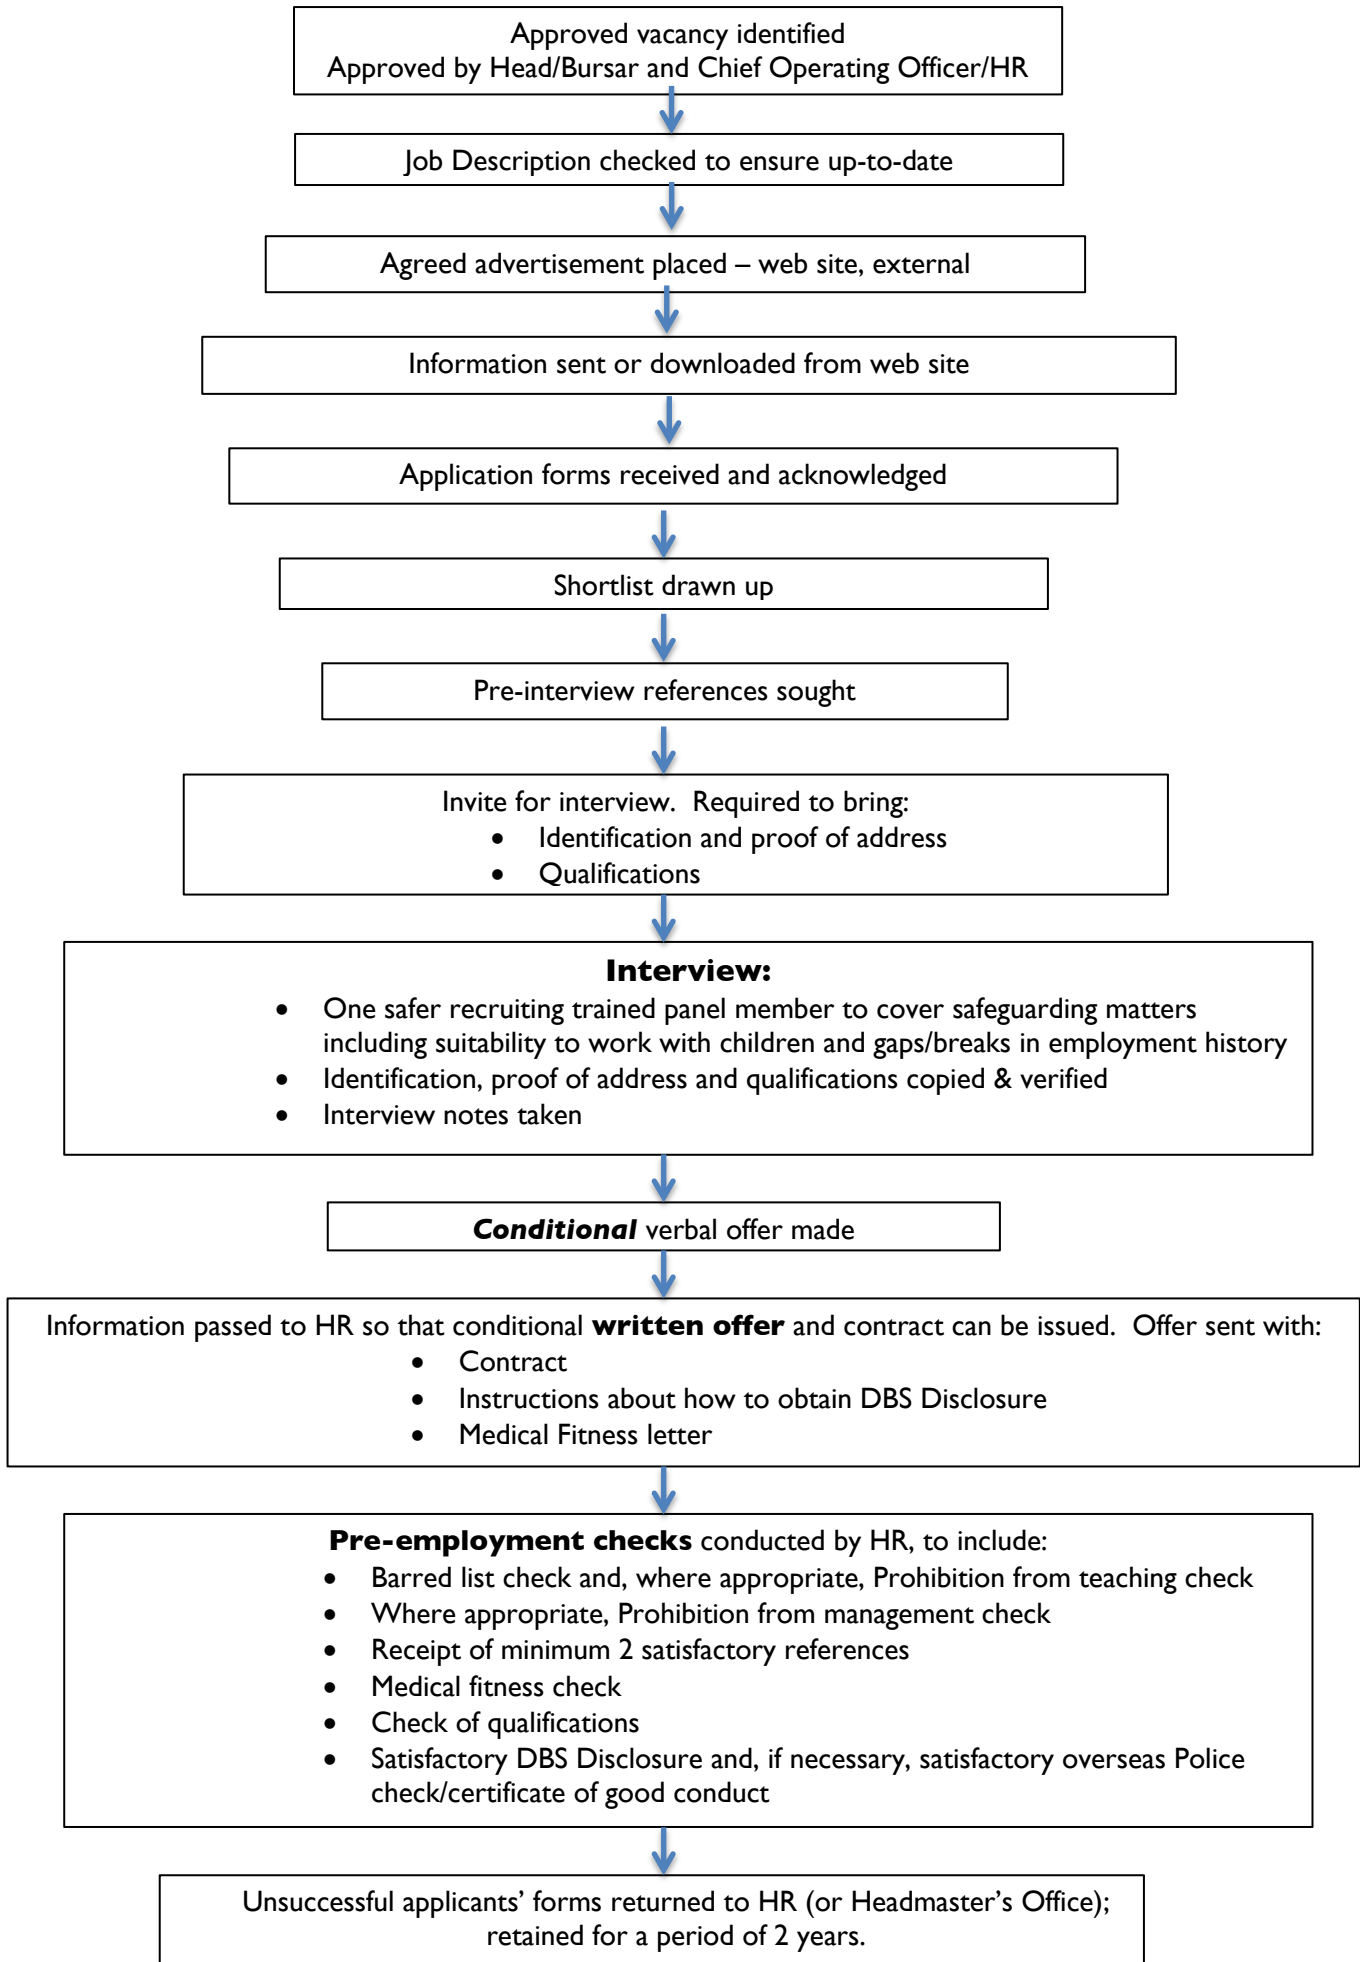 Approved vacancy identified
Approved by Head/Bursar and Chief Operating Officer/HR
Job Description checked to ensure up-to-date
Agreed advertisement placed – web site, external
Information sent or downloaded from web site
Application forms received and acknowledged
Shortlist drawn up
Pre-interview references sought
Invite for interview.  Required to bring:
• Identification and proof of address
• Qualifications
Interview:
• One safer recruiting trained panel member to cover safeguarding matters
including suitability to work with children and gaps/breaks in employment history
• Identification, proof of address and qualifications copied & verified
• Interview notes taken
Conditional verbal offer made
Information passed to HR so that conditional written offer and contract can be issued.  Offer sent with:
• Contract
• Instructions about how to obtain DBS Disclosure
• Medical Fitness letter
Pre-employment checks conducted by HR, to include:
• Barred list check and, where appropriate, Prohibition from teaching check
• Where appropriate, Prohibition from management check
• Receipt of minimum 2 satisfactory references
• Medical fitness check
• Check of qualifications
• Satisfactory DBS Disclosure and, if necessary, satisfactory overseas Police
check/certificate of good conduct
Unsuccessful applicants’ forms returned to HR (or Headmaster’s Office);
retained for a period of 2 years.